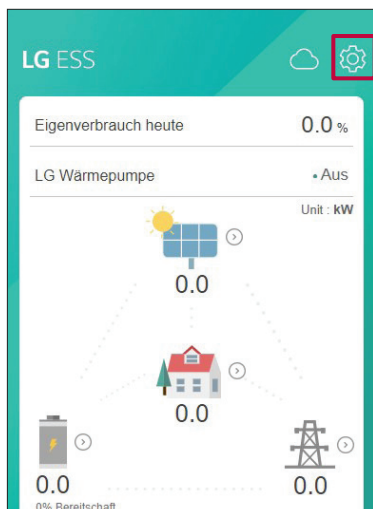 LG ESS
Eigenverbrauch heute 0.0 %
LG Wärmepumpe • Aus
Unit : kW
0.0
0.0
0.0
0.0
0% Bereitschaft